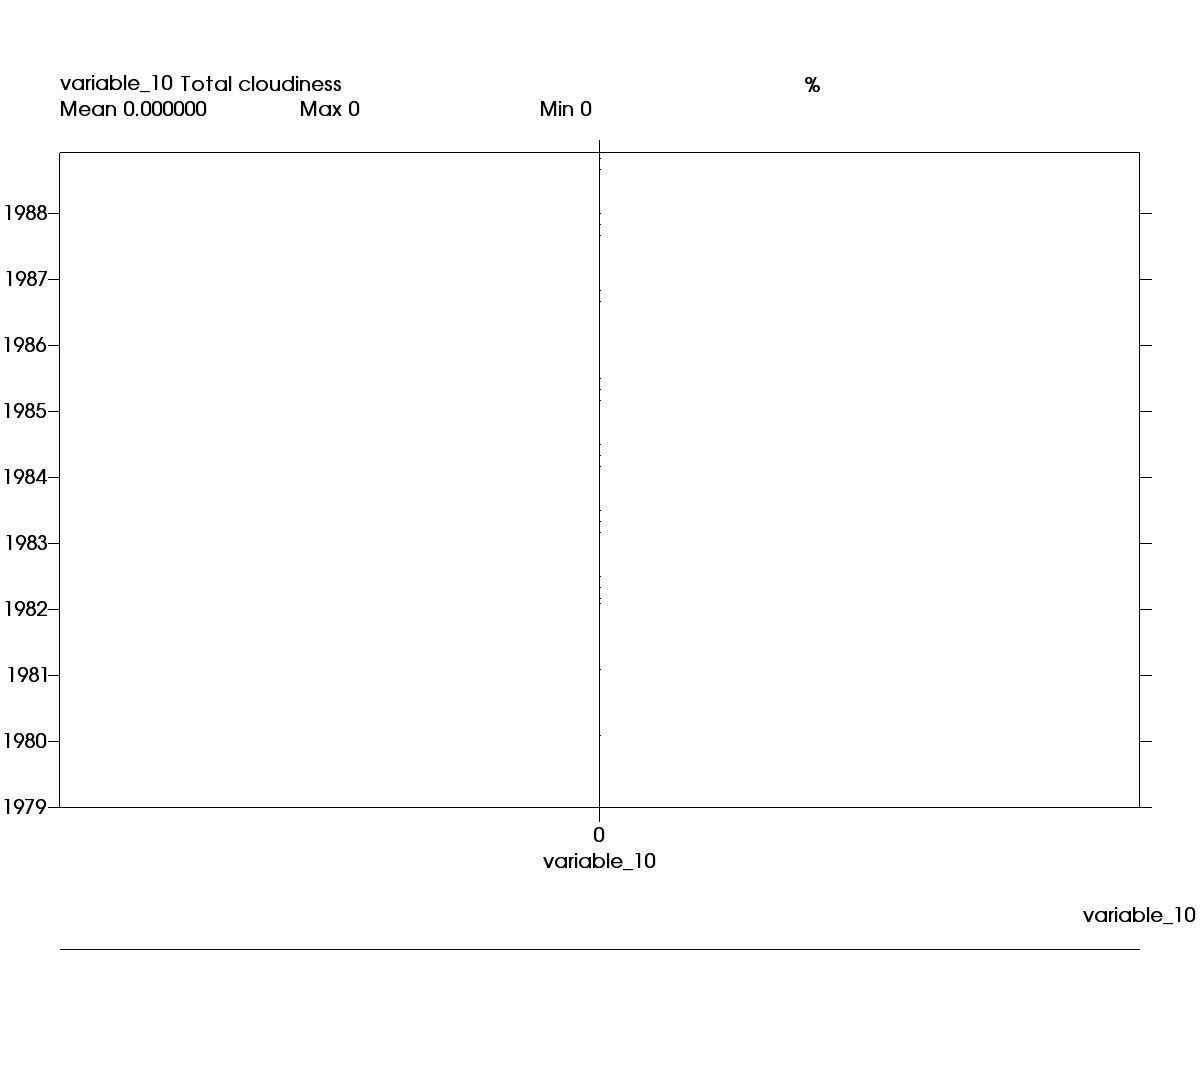 variable_10 Total cloudiness %
Mean 0.000000 Max 0 Min 0
1988
1987
1986
1985
1984
1983
1982
1981
1980
1979
0
variable_10
variable_10